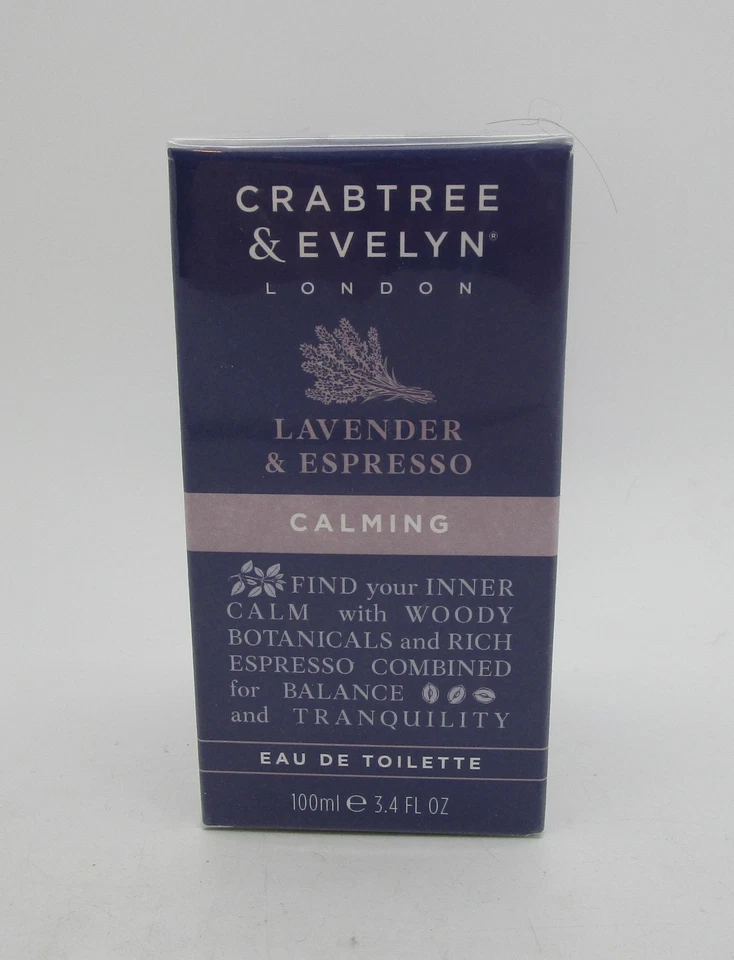 CRABTREE
& EVELYN®
LONDON
LAVENDER
& ESPRESSO
CALMING
FIND your INNER
CALM with WOODY
BOTANICALS and RICH
ESPRESSO COMBINED
for BALANCE
and TRANQUILITY
EAU DE TOILETTE
100ml ℮ 3.4 FL OZ